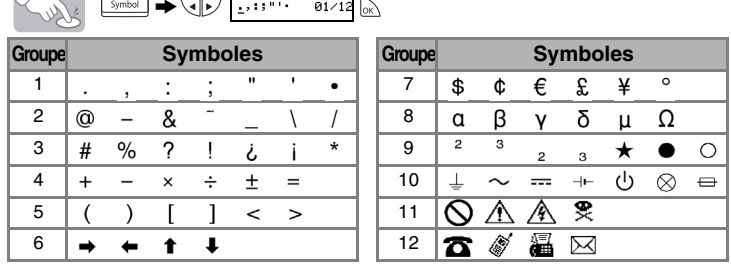 Symbol .,:;"'• 01/12 OK
Groupe Symboles
1 . , : ; " ' •
2 @ – & ~ _ \ /
3 # % ? ! ¿ ¡ *
4 + – × ÷ ± =
5 ( ) [ ] < >
6 ➡ ⬅ ⬆ ⬇
Groupe Symboles
7 $ ¢ € £ ¥ °
8 α β γ δ μ Ω
9 ² ³ ₂ ₃ ★ ● ○
10
11
12